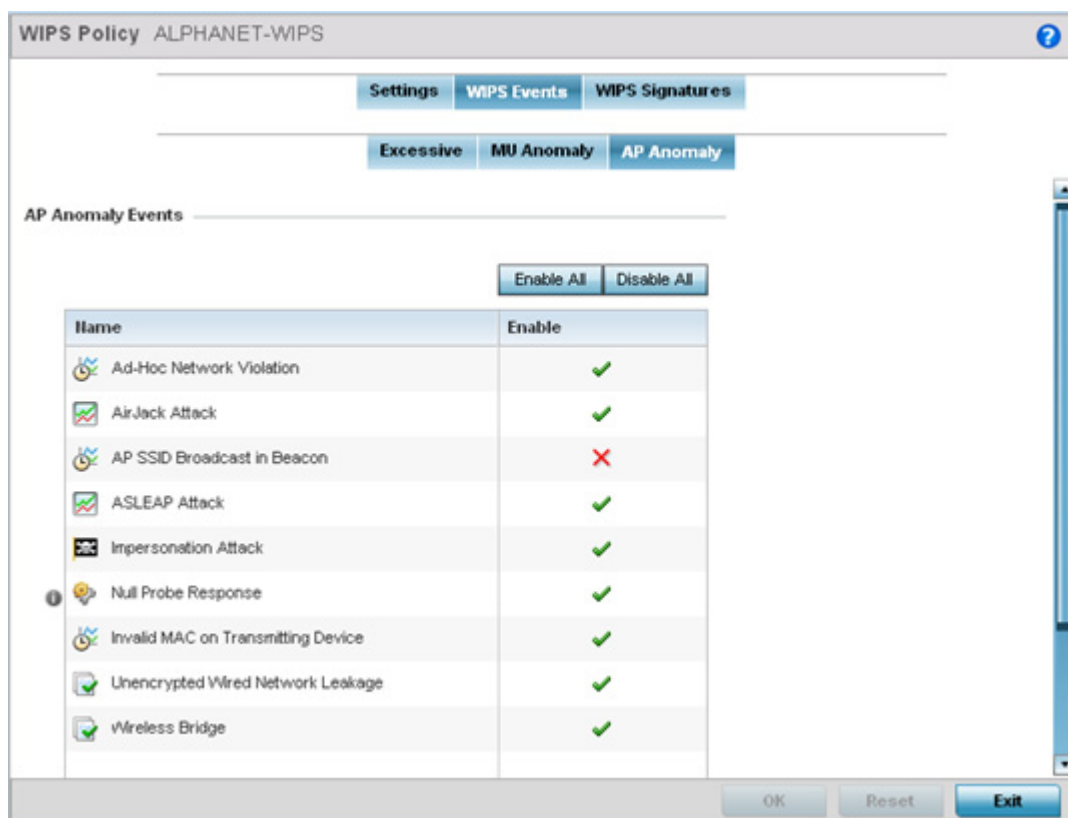 WIPS Policy ALPHANET-WIPS ?
Settings WIPS Events WIPS Signatures
Excessive MU Anomaly AP Anomaly
AP Anomaly Events
Enable All Disable All
Name Enable
Ad-Hoc Network Violation
AirJack Attack
AP SSID Broadcast in Beacon
ASLEAP Attack
Impersonation Attack
Null Probe Response
Invalid MAC on Transmitting Device
Unencrypted Wired Network Leakage
Wireless Bridge
OK Reset Exit